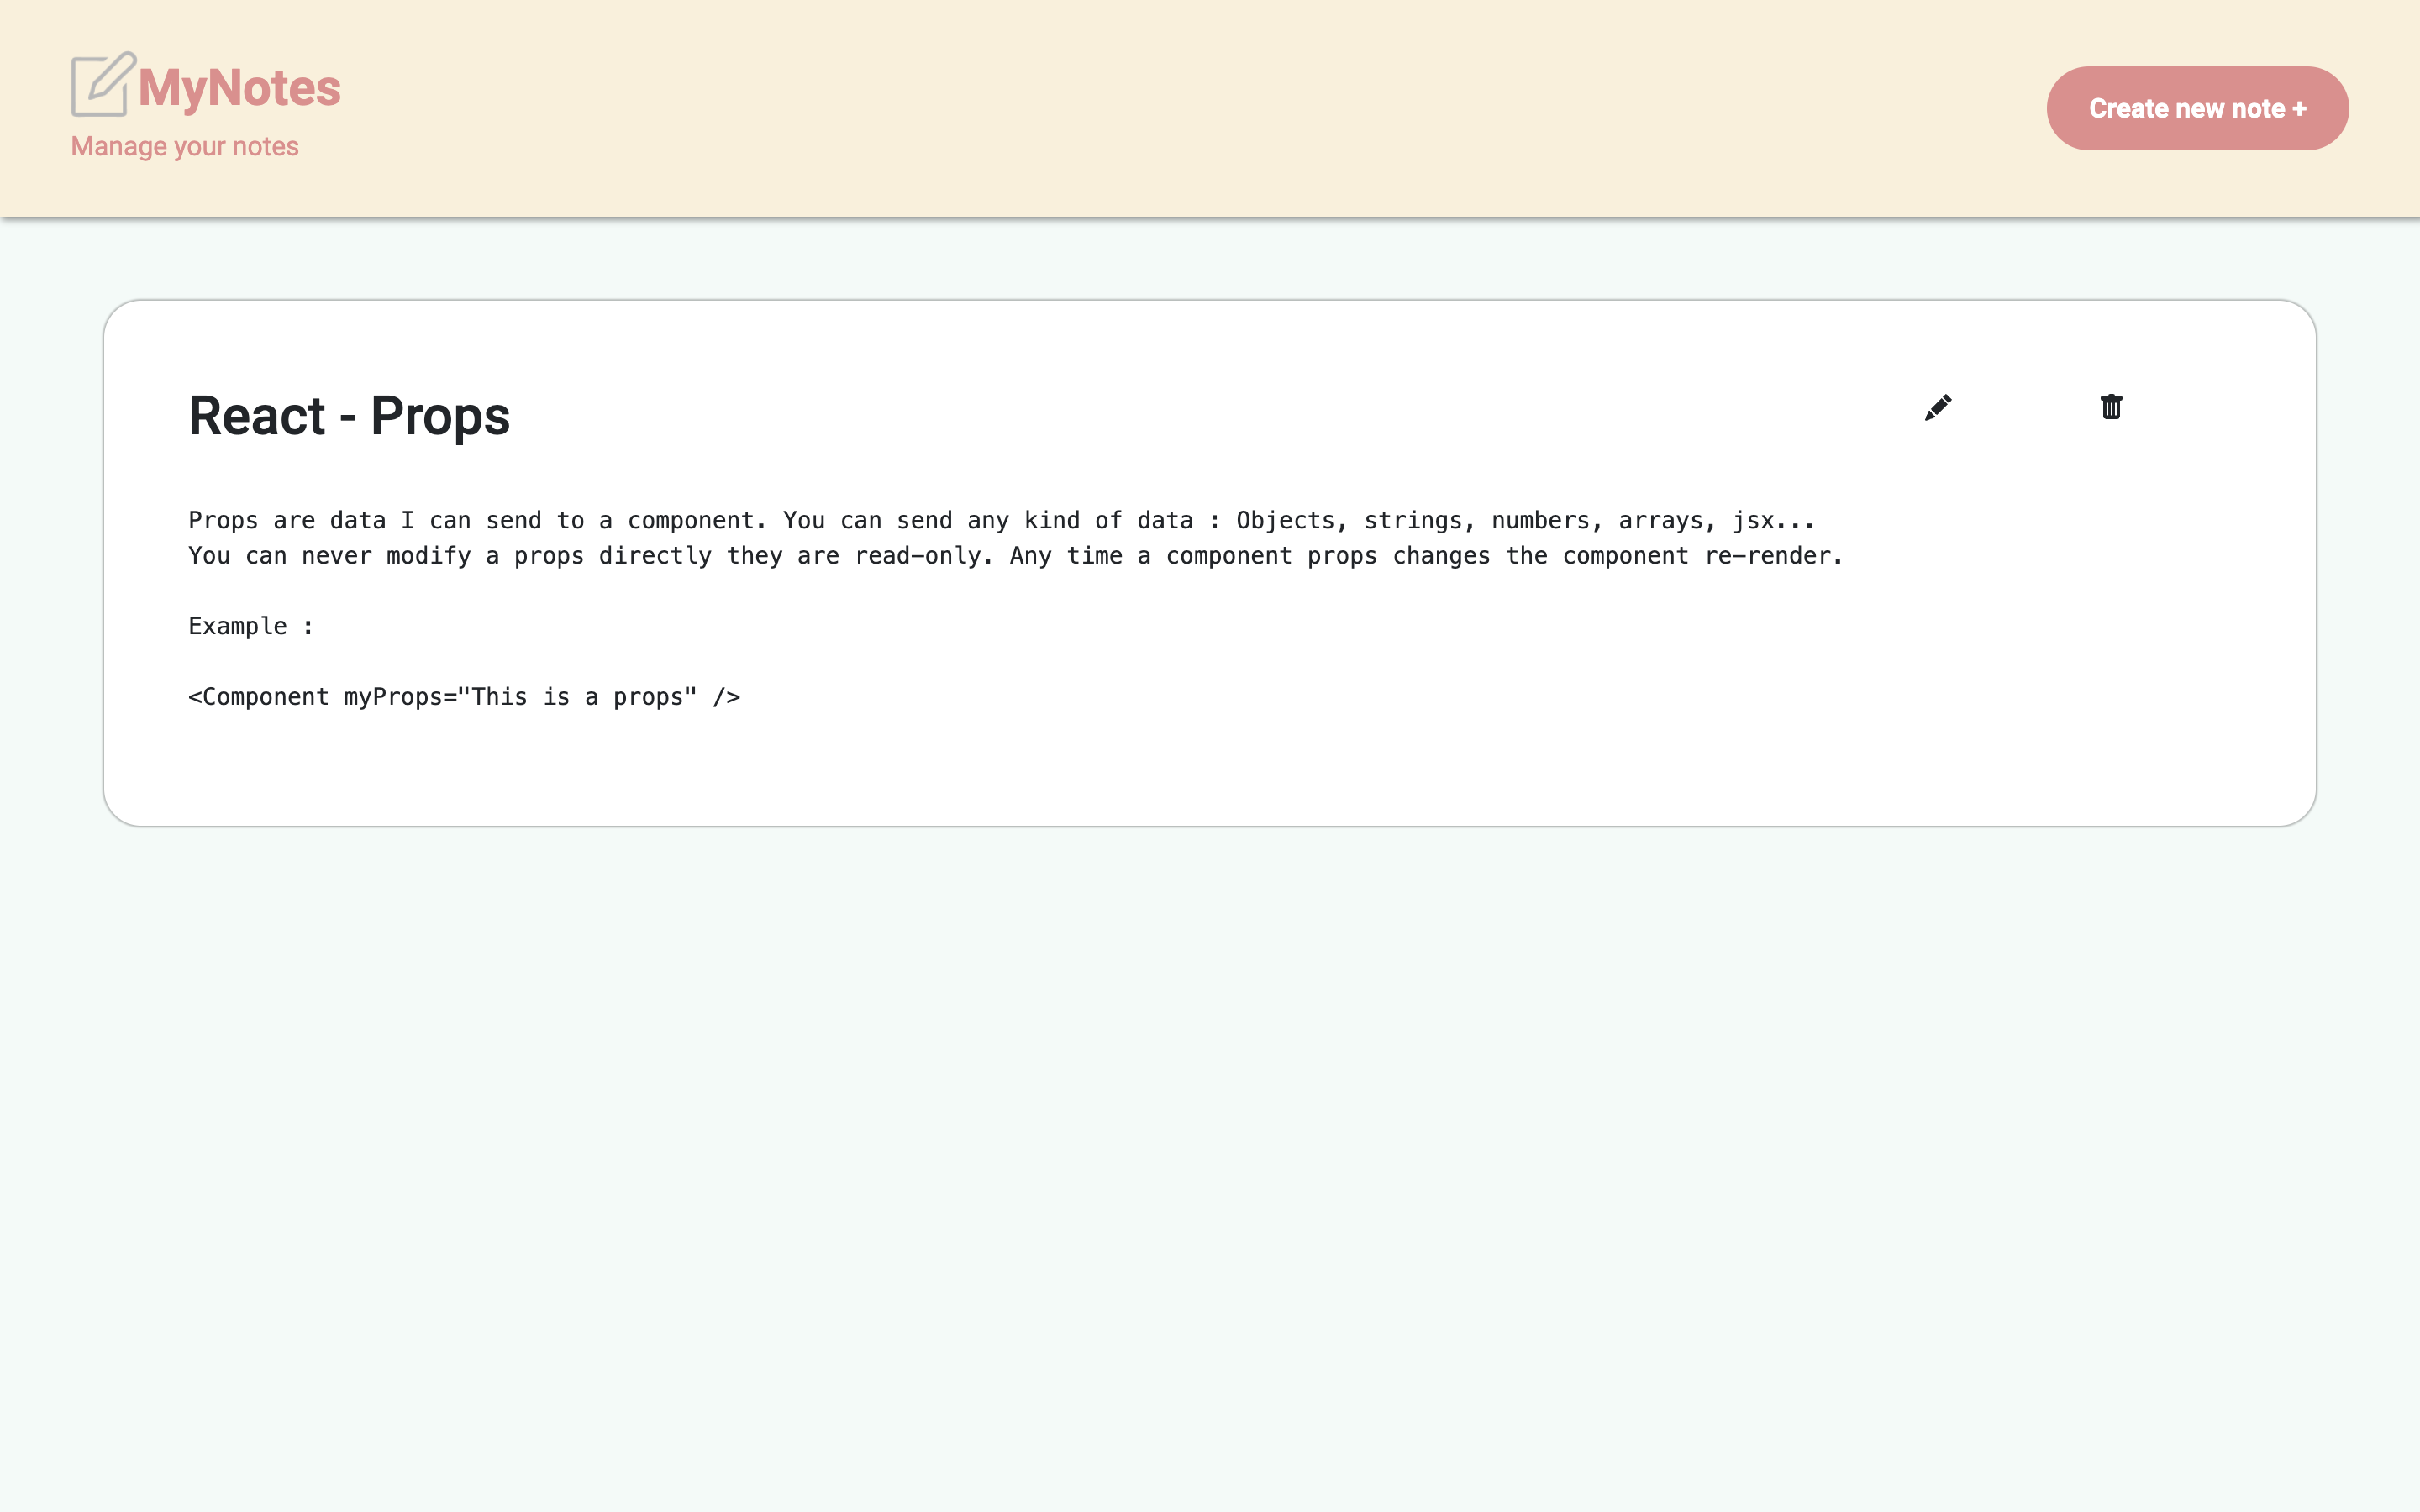 MyNotes
Manage your notes
Create new note +
React - Props
Props are data I can send to a component. You can send any kind of data : Objects, strings, numbers, arrays, jsx...
You can never modify a props directly they are read-only. Any time a component props changes the component re-render.
Example :
<Component myProps="This is a props" />